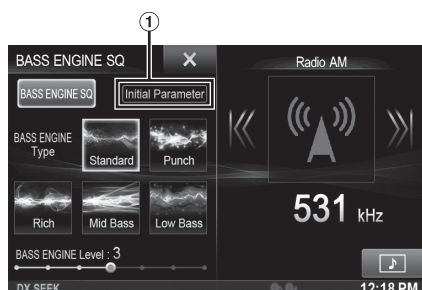 1
BASS ENGINE SQ
Radio AM
BASS ENGINE SQ
Initial Parameter
BASS ENGINE
Type
Standard
Punch
Rich
Mid Bass
Low Bass
531 kHz
BASS ENGINE Level : 3
DX SEEK
12:18 PM